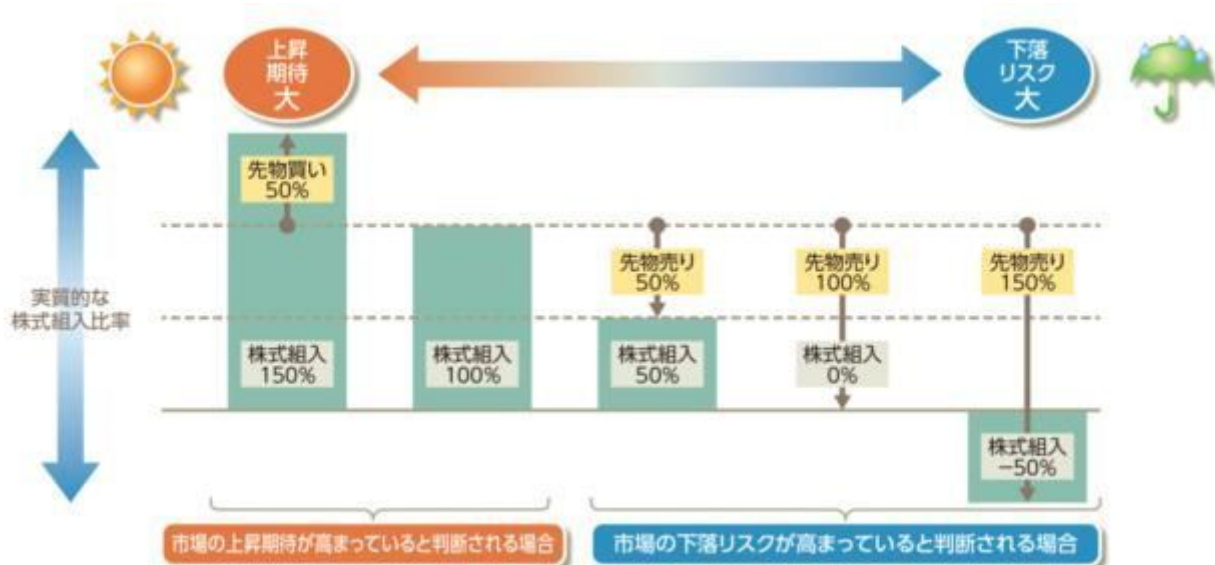 上昇
期待
大
下落
リスク
大
先物買い
50%
先物売り
50%
先物売り
100%
先物売り
150%
実質的な
株式組入比率
株式組入
150%
株式組入
100%
株式組入
50%
株式組入
0%
株式組入
−50%
市場の上昇期待が高まっていると判断される場合
市場の下落リスクが高まっていると判断される場合